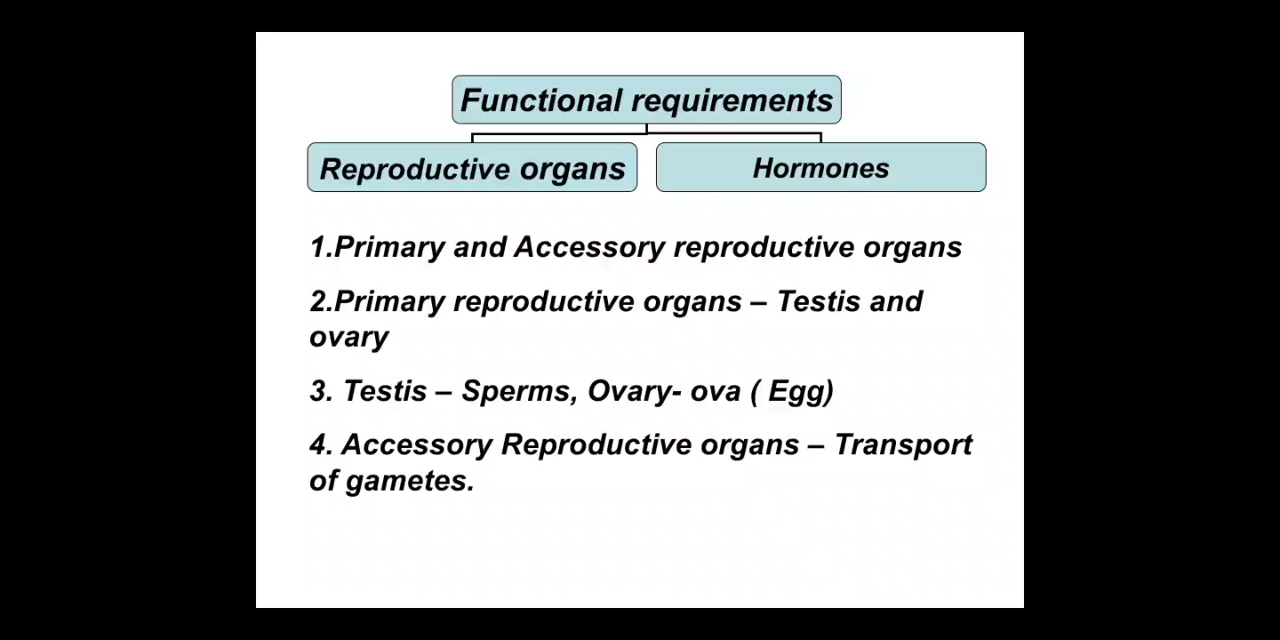 Functional requirements
Reproductive organs
Hormones
1.Primary and Accessory reproductive organs
2.Primary reproductive organs – Testis and
ovary
3. Testis – Sperms, Ovary- ova ( Egg)
4. Accessory Reproductive organs – Transport
of gametes.